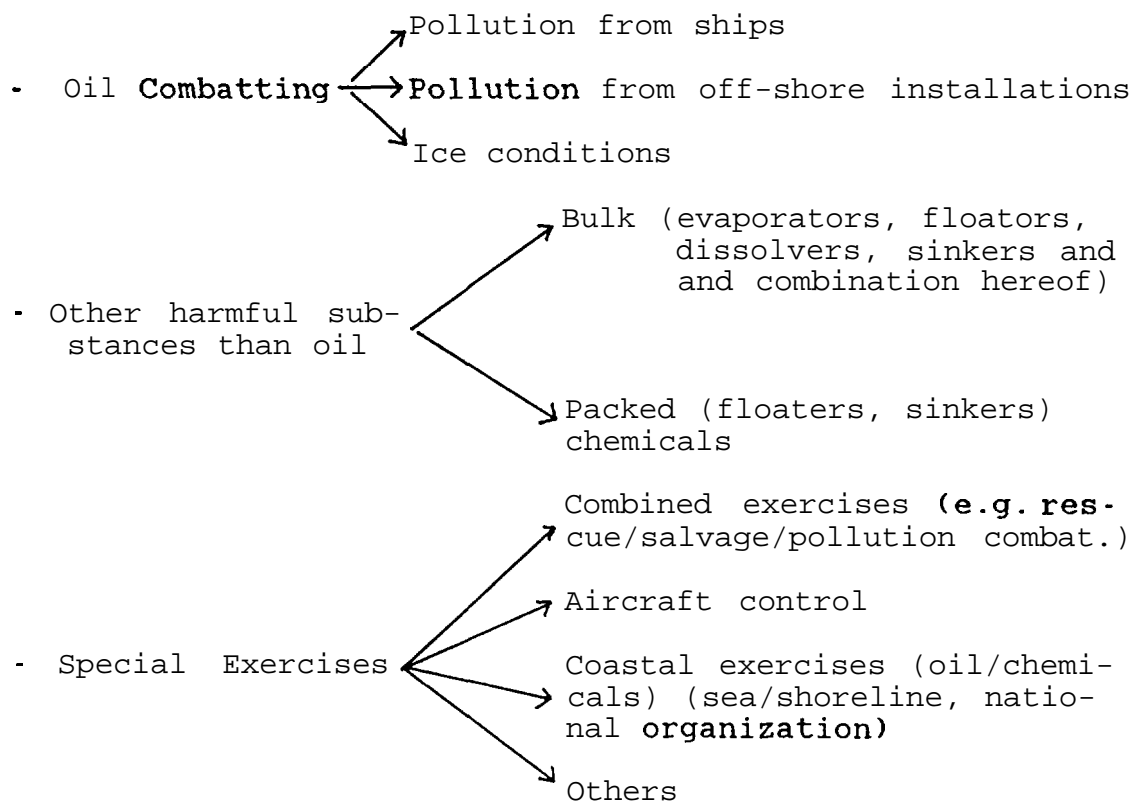 Pollution from ships
- Oil Combatting Pollution from off-shore installations
Ice conditions
Bulk (evaporators, floators,
dissolvers, sinkers and
and combination hereof)
- Other harmful sub-
stances than oil
Packed (floaters, sinkers)
chemicals
Combined exercises (e.g. res-
cue/salvage/pollution combat.)
Aircraft control
- Special Exercises
Coastal exercises (oil/chemi-
cals) (sea/shoreline, natio-
nal organization)
Others